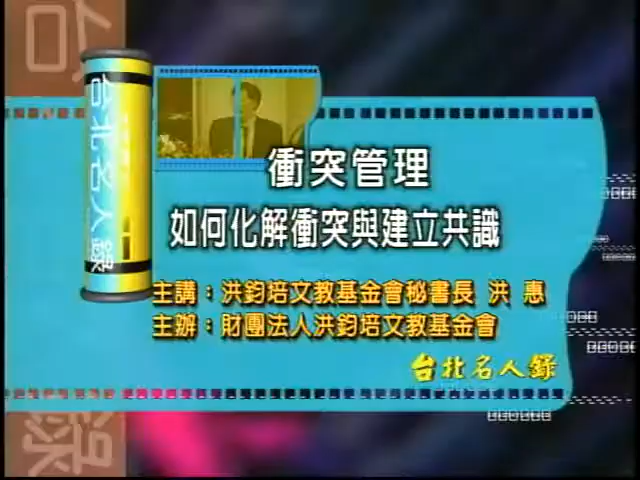 台北名人錄
衝突管理
如何化解衝突與建立共識
主講：洪鈞培文教基金會秘書長 洪 惠
主辦：財團法人洪鈞培文教基金會
台北名人錄
台
錄